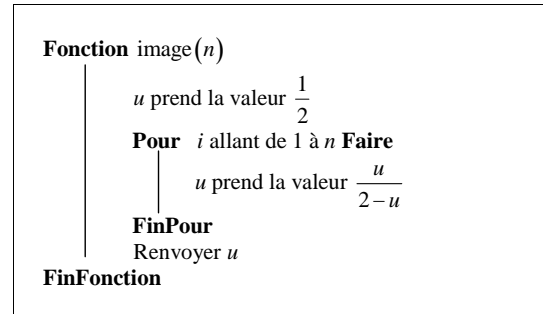 Fonction image(n)
u prend la valeur 1/2
Pour i allant de 1 à n Faire
u prend la valeur u/(2−u)
FinPour
Renvoyer u
FinFonction